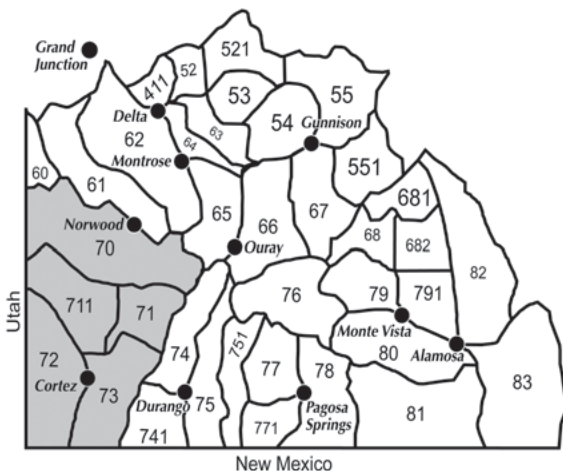 521
52
Grand
Junction
411
53
55
Delta
54
Gunnison
62
63
64
Montrose
551
60
61
681
65
66
67
Norwood
68
682
70
Ouray
82
76
79
791
711
71
Monte Vista
Utah
74
751
80
Alamosa
72
77
78
83
Cortez
73
Durango
75
Pagosa
Springs
771
81
741
New Mexico